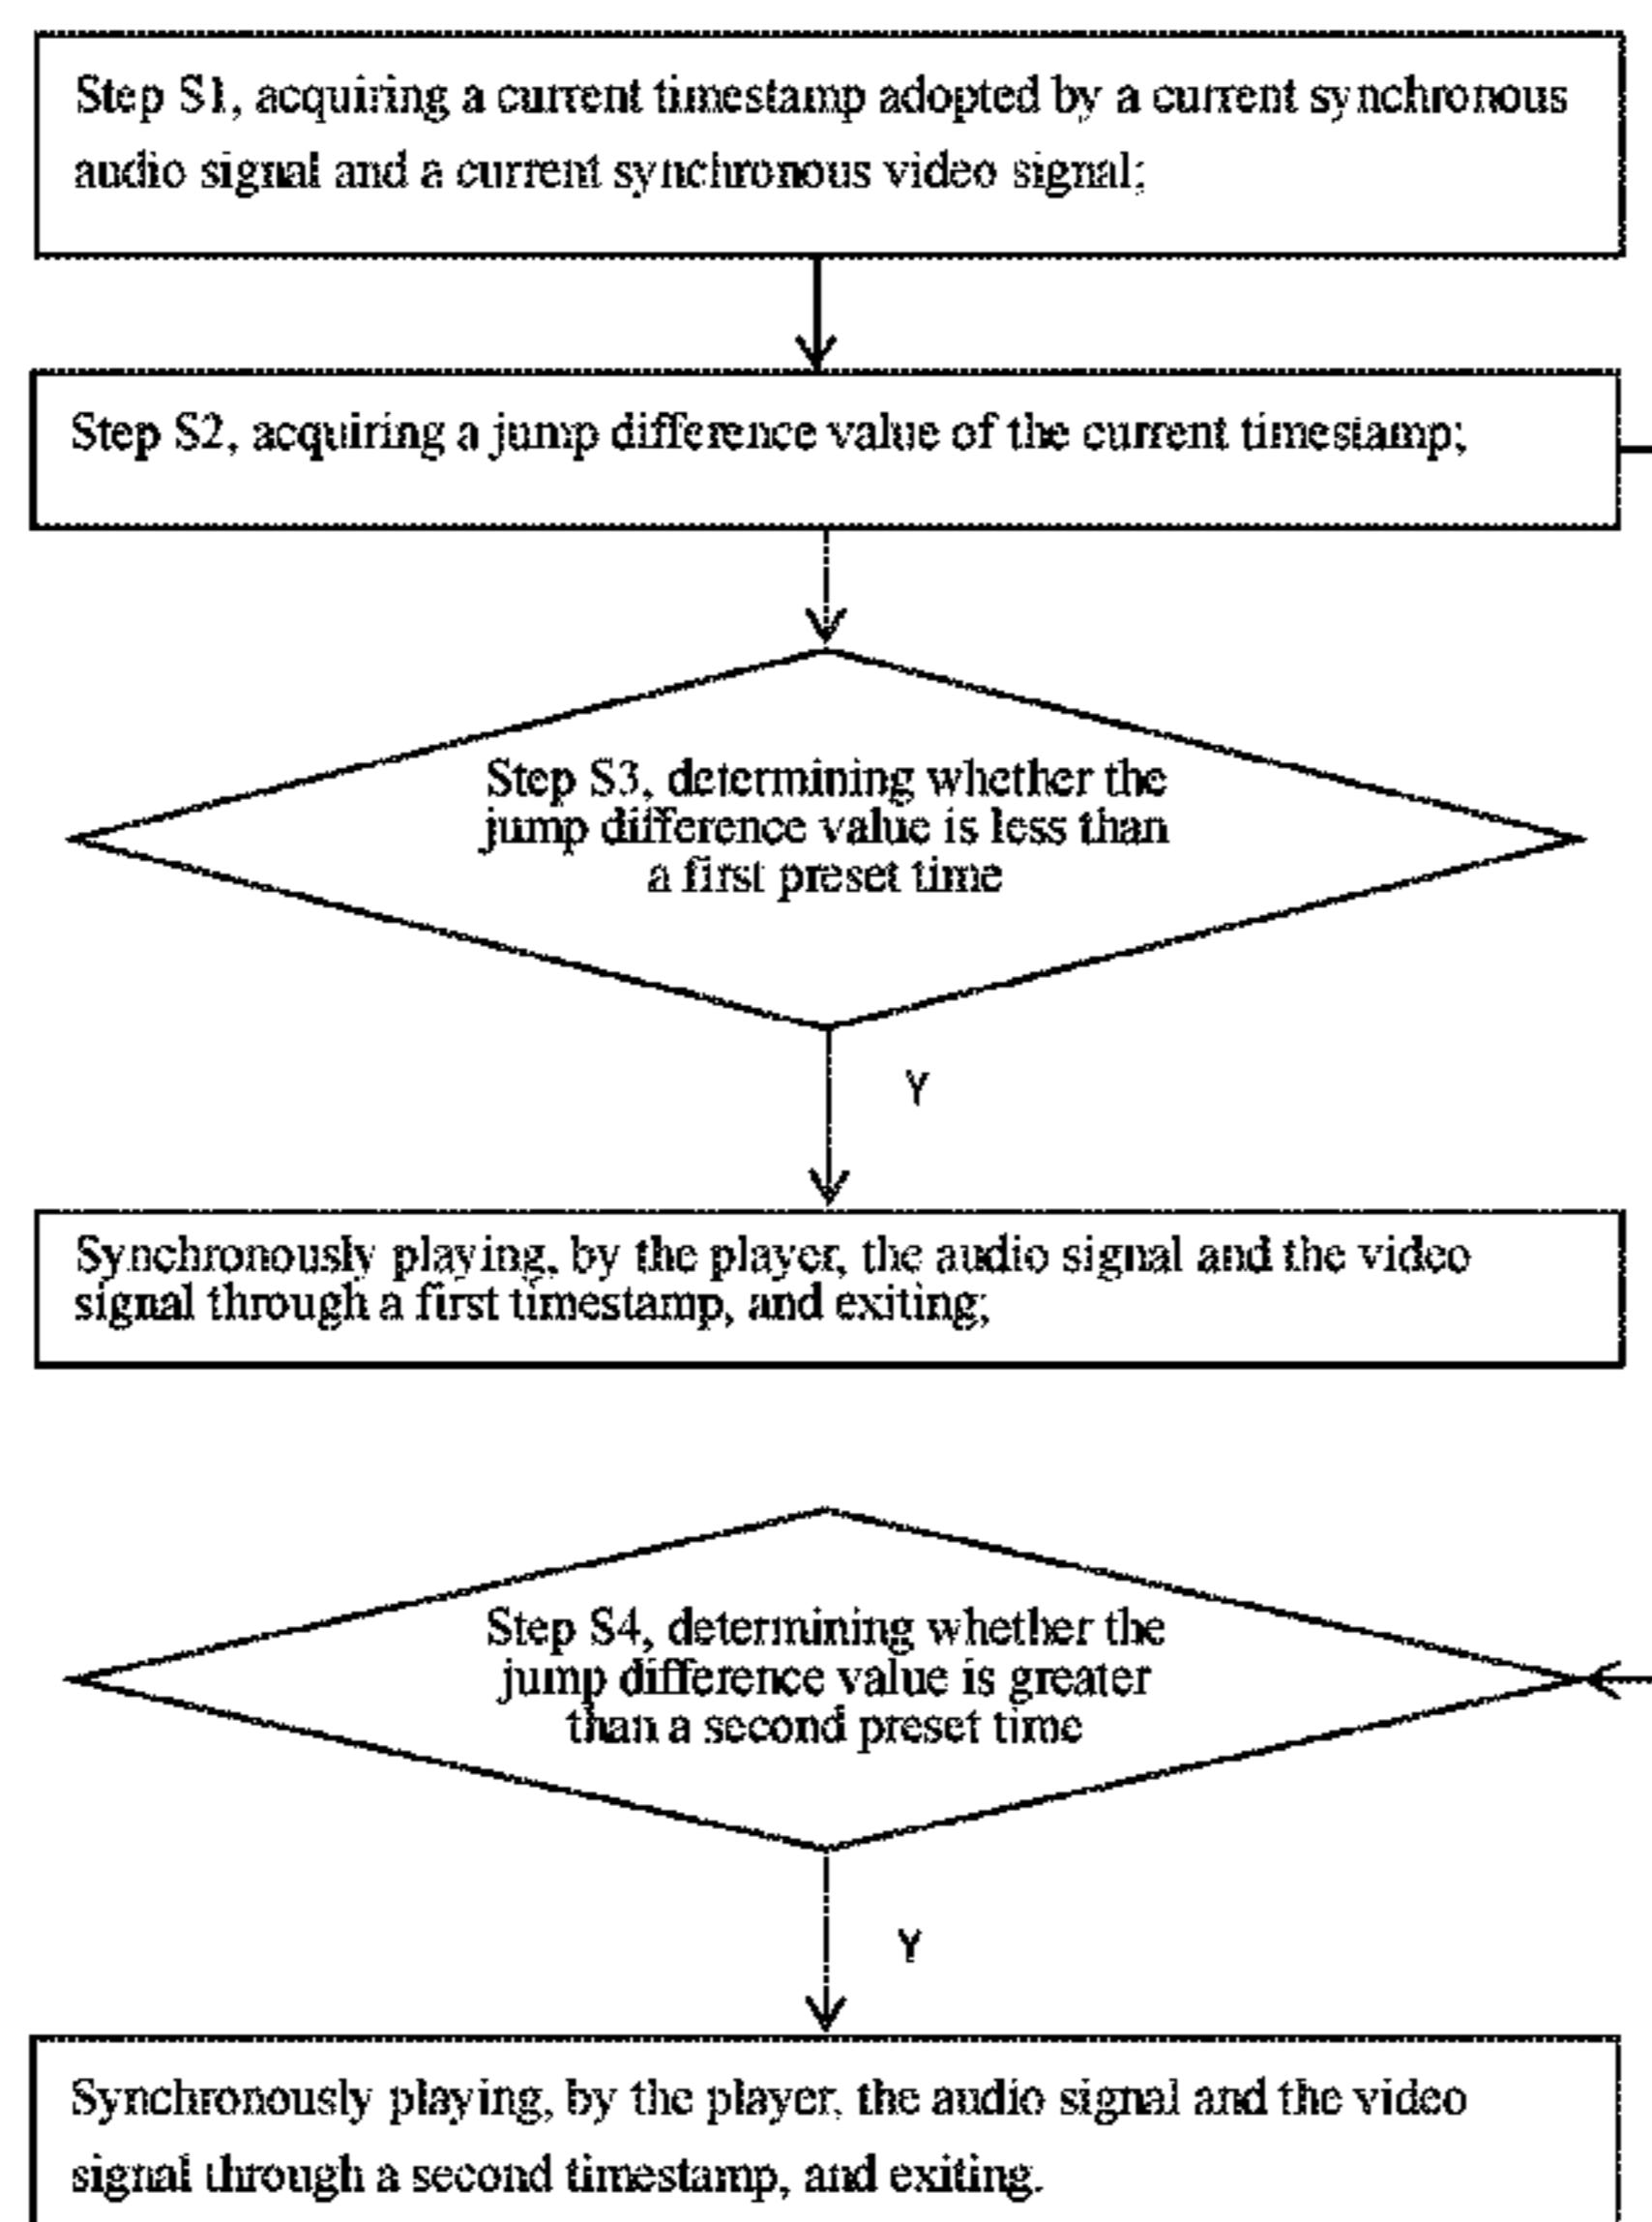 Step S1, acquiring a current timestamp adopted by a current synchronous
audio signal and a current synchronous video signal;
Step S2, acquiring a jump difference value of the current timestamp;
Step S3, determining whether the
jump difference value is less than
a first preset time
Y
Synchronously playing, by the player, the audio signal and the video
signal through a first timestamp, and exiting;
Step S4, determining whether the
jump difference value is greater
than a second preset time
Y
Synchronously playing, by the player, the audio signal and the video
signal through a second timestamp, and exiting.